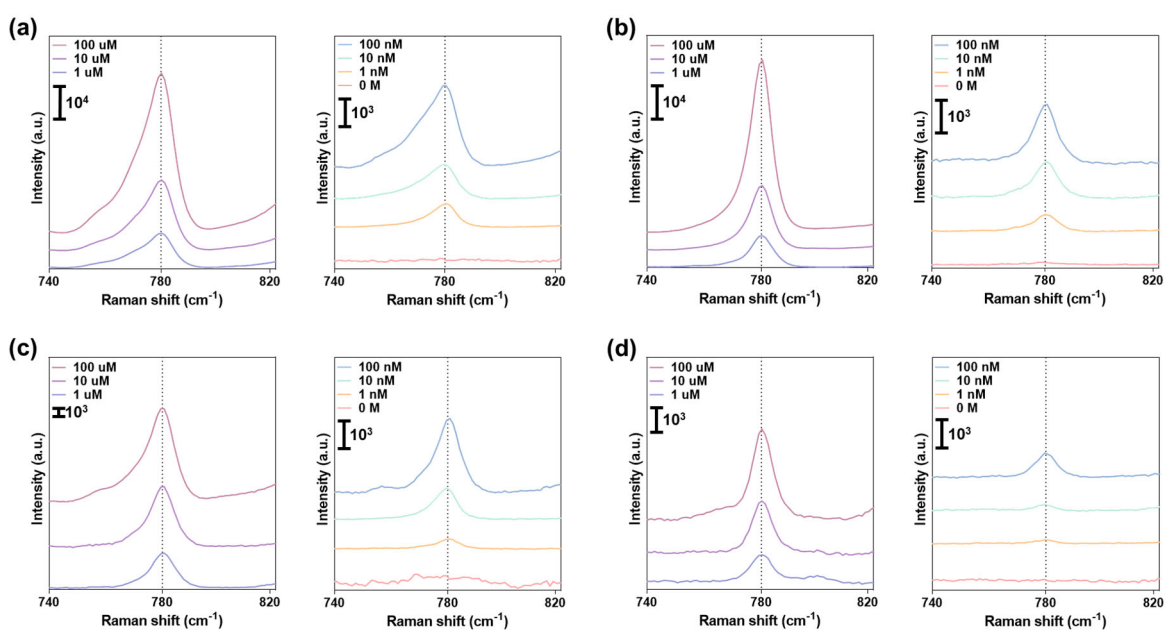 (a)
100 uM
10 uM
1 uM
10⁴
Intensity (a.u.)
740
780
820
Raman shift (cm⁻¹)
100 nM
10 nM
1 nM
0 M
10³
Intensity (a.u.)
740
780
820
Raman shift (cm⁻¹)
(b)
100 uM
10 uM
1 uM
10⁴
Intensity (a.u.)
740
780
820
Raman shift (cm⁻¹)
100 nM
10 nM
1 nM
0 M
10³
Intensity (a.u.)
740
780
820
Raman shift (cm⁻¹)
(c)
100 uM
10 uM
1 uM
10³
Intensity (a.u.)
740
780
820
Raman shift (cm⁻¹)
100 nM
10 nM
1 nM
0 M
10³
Intensity (a.u.)
740
780
820
Raman shift (cm⁻¹)
(d)
100 uM
10 uM
1 uM
10³
Intensity (a.u.)
740
780
820
Raman shift (cm⁻¹)
100 nM
10 nM
1 nM
0 M
10³
Intensity (a.u.)
740
780
820
Raman shift (cm⁻¹)